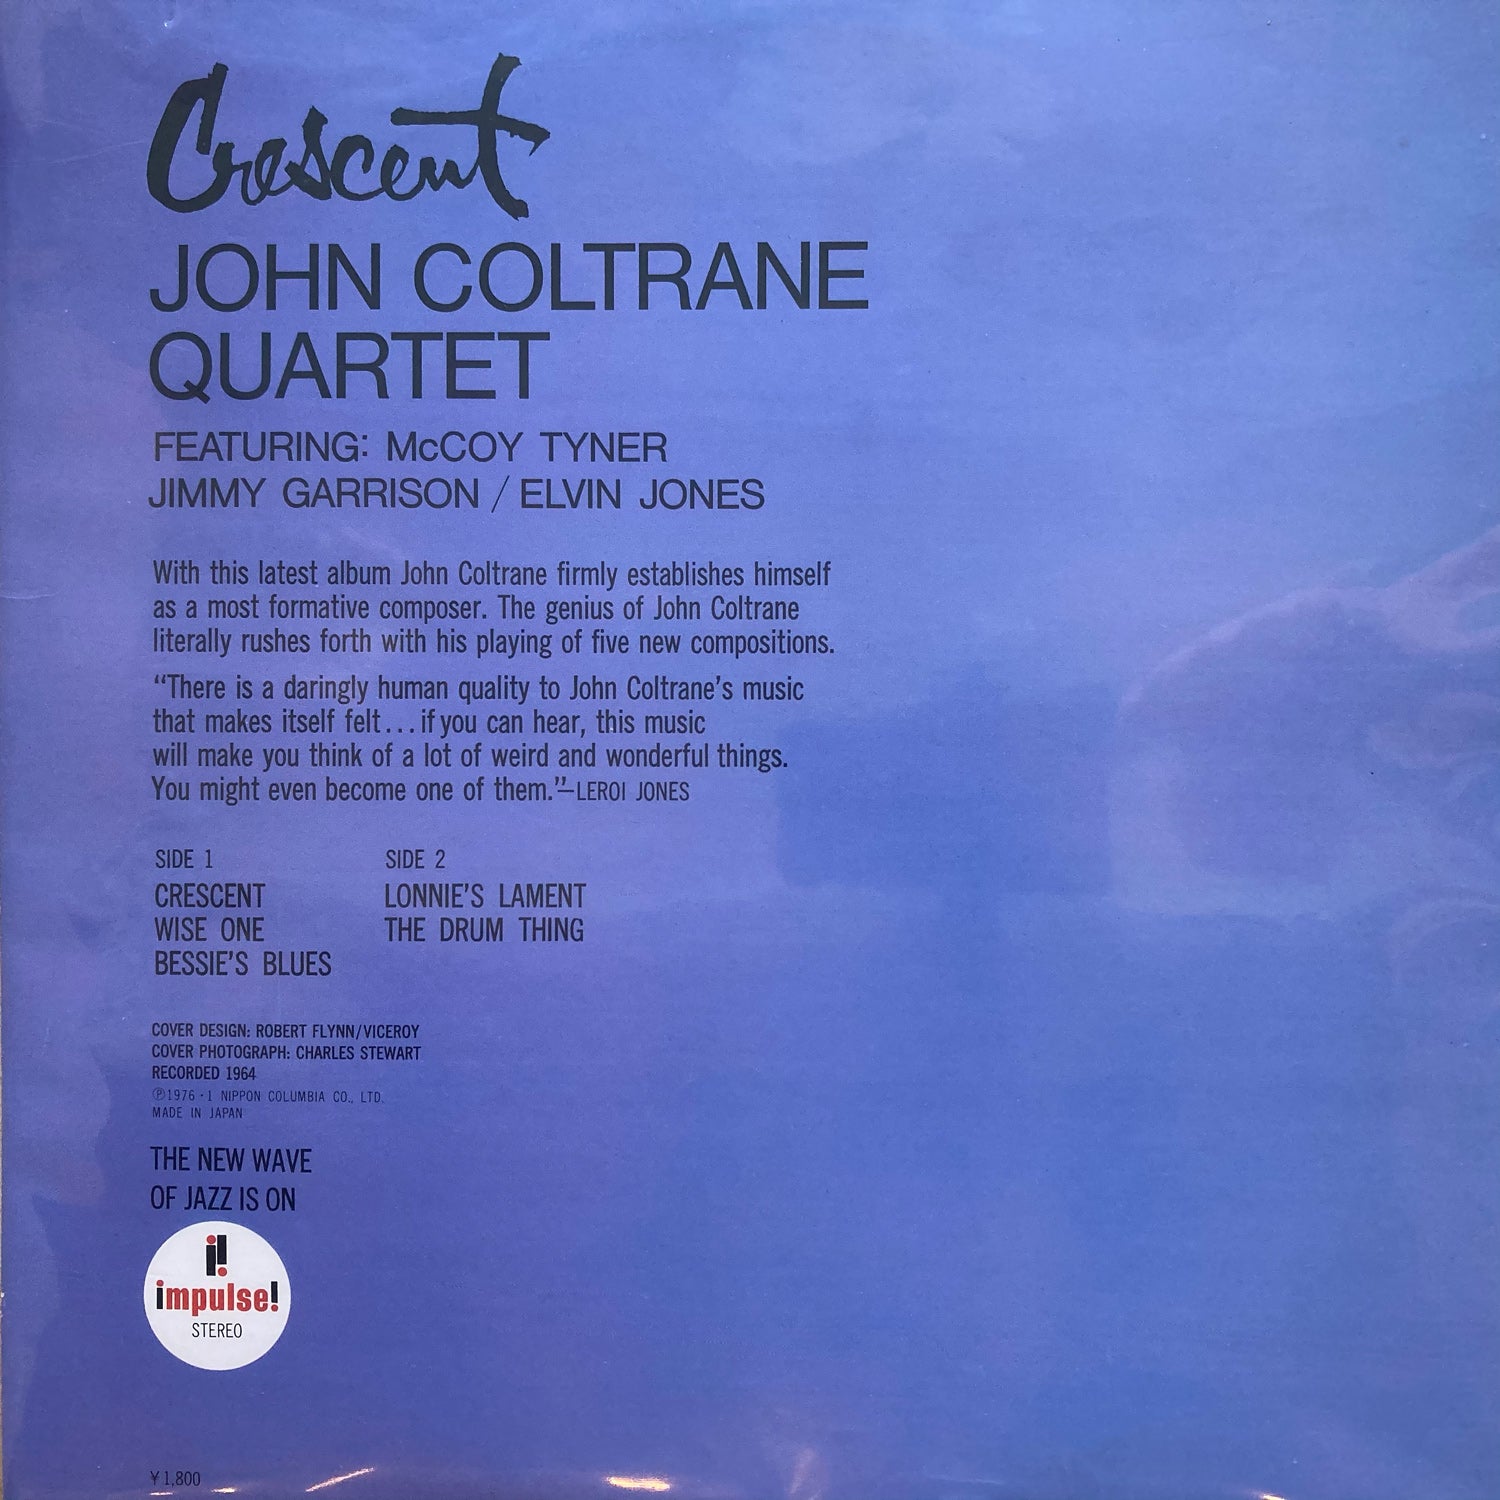 Crescent
JOHN COLTRANE
QUARTET
FEATURING: McCOY TYNER
JIMMY GARRISON / ELVIN JONES
With this latest album John Coltrane firmly establishes himself
as a most formative composer. The genius of John Coltrane
literally rushes forth with his playing of five new compositions.
“There is a daringly human quality to John Coltrane’s music
that makes itself felt...if you can hear, this music
will make you think of a lot of weird and wonderful things.
You might even become one of them.”—LEROI JONES
SIDE 1
CRESCENT
WISE ONE
BESSIE’S BLUES
SIDE 2
LONNIE’S LAMENT
THE DRUM THING
COVER DESIGN: ROBERT FLYNN/VICEROY
COVER PHOTOGRAPH: CHARLES STEWART
RECORDED 1964
Ⓟ1976・1 NIPPON COLUMBIA CO., LTD.
MADE IN JAPAN
THE NEW WAVE
OF JAZZ IS ON
i!
impulse!
STEREO
¥1,800